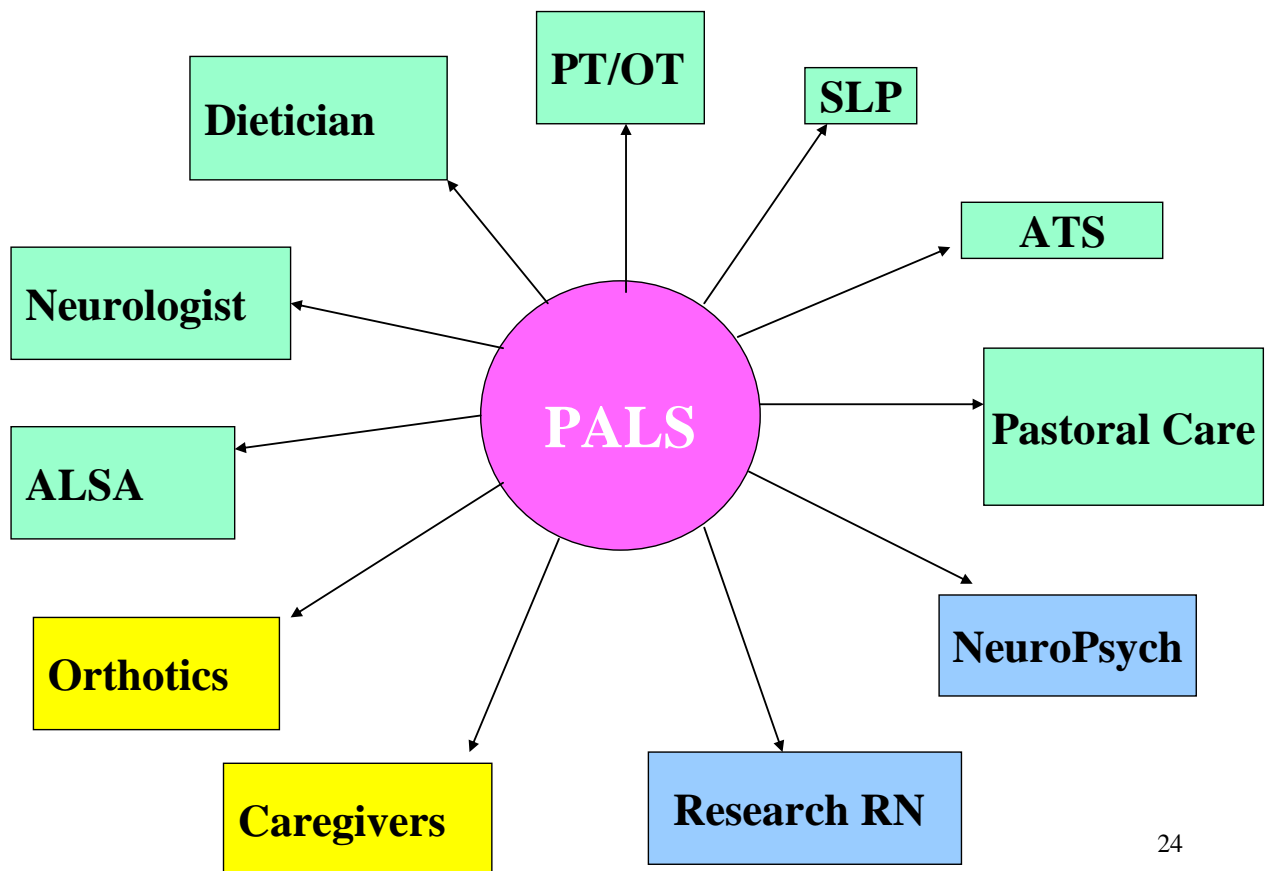 PT/OT
SLP
Dietician
ATS
Neurologist
PALS
Pastoral Care
ALSA
NeuroPsych
Orthotics
Research RN
Caregivers
24